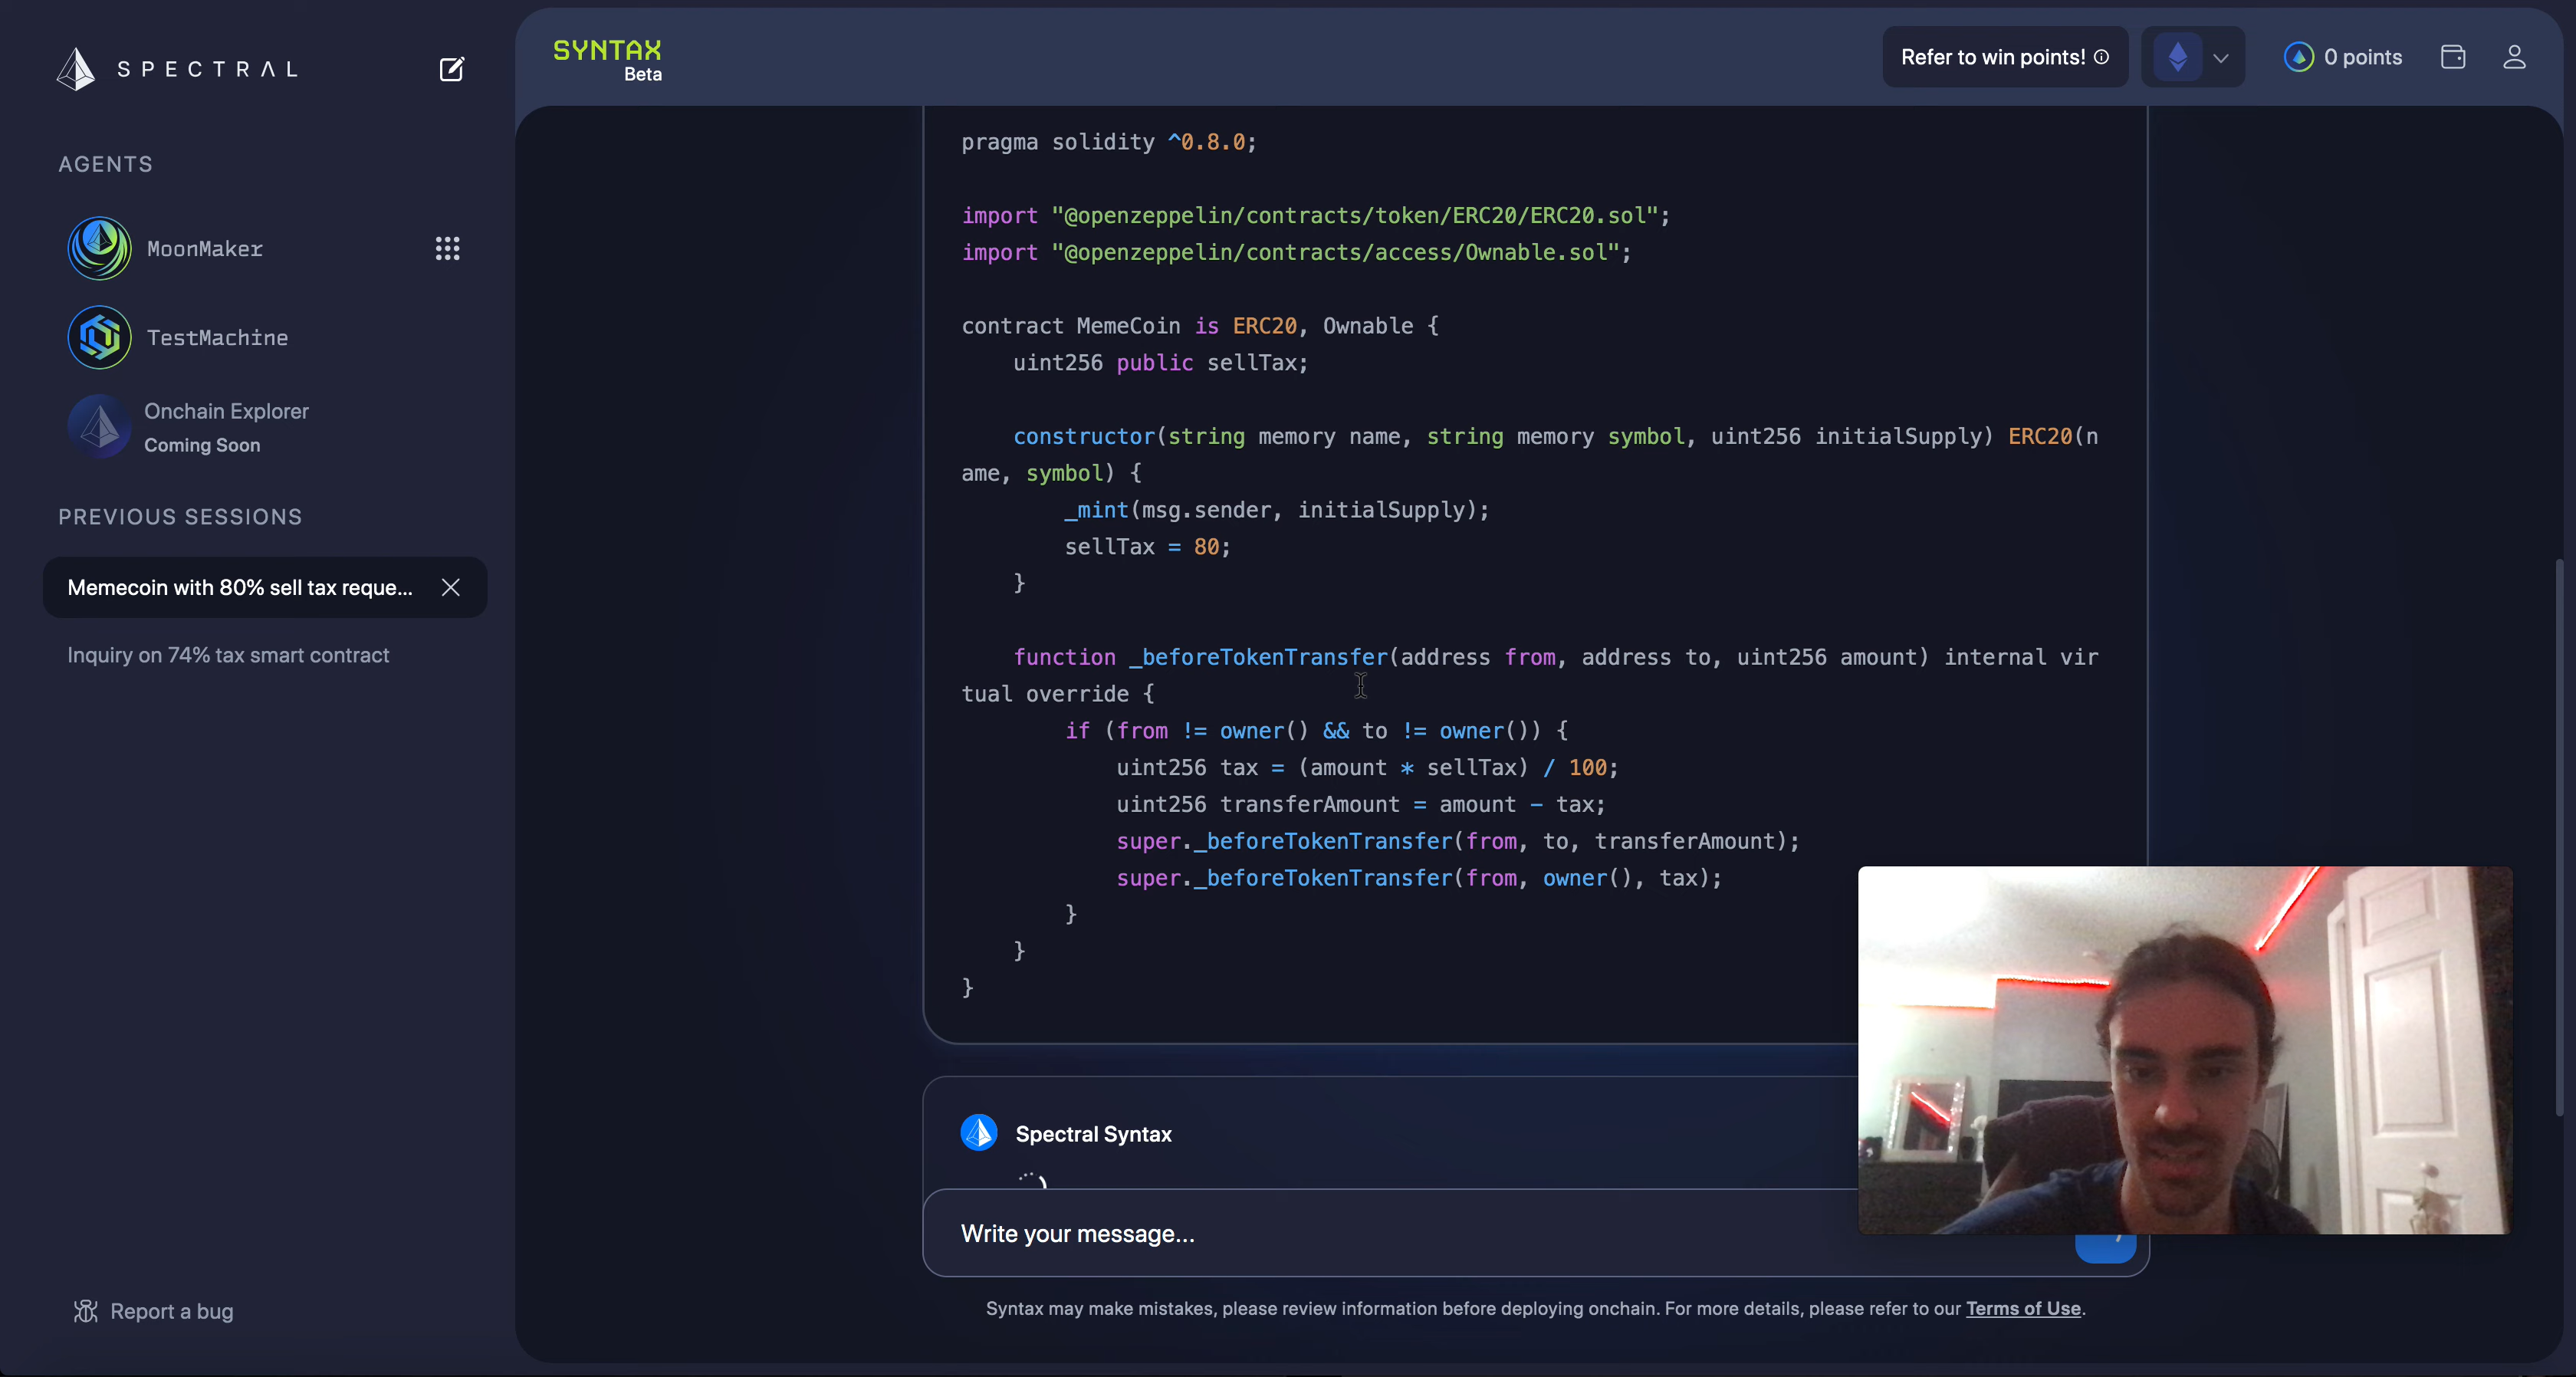 SPECTRAL
AGENTS
MoonMaker
TestMachine
Onchain Explorer
Coming Soon
PREVIOUS SESSIONS
Memecoin with 80% sell tax reque...
Inquiry on 74% tax smart contract
Report a bug
SYNTAX
Beta
Refer to win points!
0 points
pragma solidity ^0.8.0;
import "@openzeppelin/contracts/token/ERC20/ERC20.sol";
import "@openzeppelin/contracts/access/Ownable.sol";
contract MemeCoin is ERC20, Ownable {
uint256 public sellTax;
constructor(string memory name, string memory symbol, uint256 initialSupply) ERC20(n
ame, symbol) {
_mint(msg.sender, initialSupply);
sellTax = 80;
}
function _beforeTokenTransfer(address from, address to, uint256 amount) internal vir
tual override {
if (from != owner() && to != owner()) {
uint256 tax = (amount * sellTax) / 100;
uint256 transferAmount = amount - tax;
super._beforeTokenTransfer(from, to, transferAmount);
super._beforeTokenTransfer(from, owner(), tax);
}
}
}
Spectral Syntax
Write your message...
Syntax may make mistakes, please review information before deploying onchain. For more details, please refer to our Terms of Use.